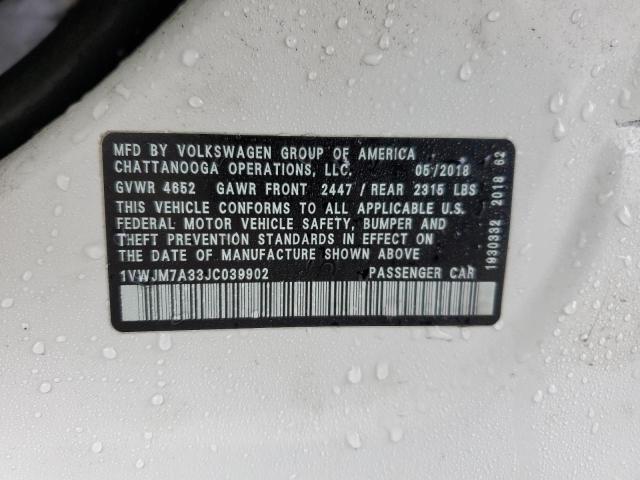 MFD BY VOLKSWAGEN GROUP OF AMERICA
CHATTANOOGA OPERATIONS, LLC. 05/2018
GVWR 4652 GAWR FRONT 2447/REAR 2315 LBS
THIS VEHICLE CONFORMS TO ALL APPLICABLE U.S.
FEDERAL MOTOR VEHICLE SAFETY, BUMPER AND
THEFT PREVENTION STANDARDS IN EFFECT ON
THE DATE OF MANUFACTURE SHOWN ABOVE
1VWJM7A33JC039902 PASSENGER CAR
1930332 2018 62